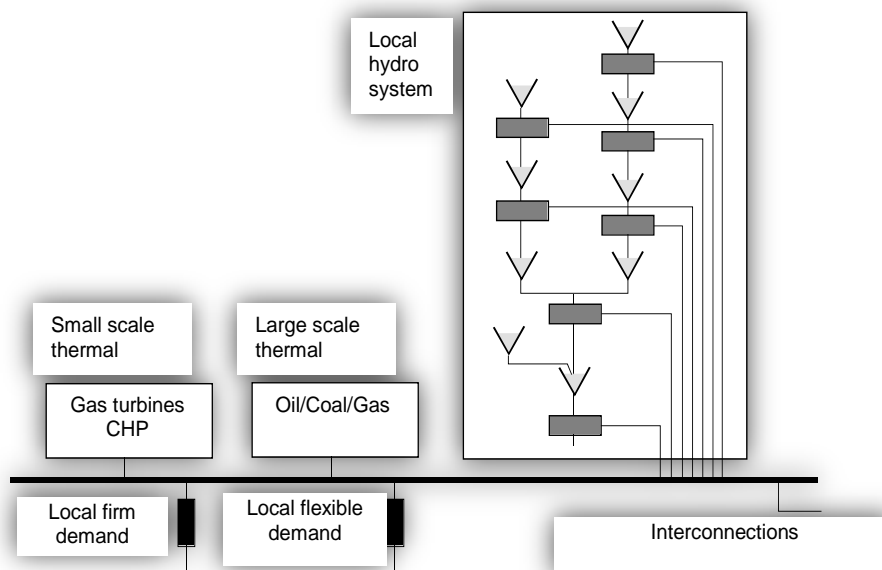 Local
hydro
system
Small scale
thermal
Large scale
thermal
Gas turbines
CHP
Oil/Coal/Gas
Local firm
demand
Local flexible
demand
Interconnections